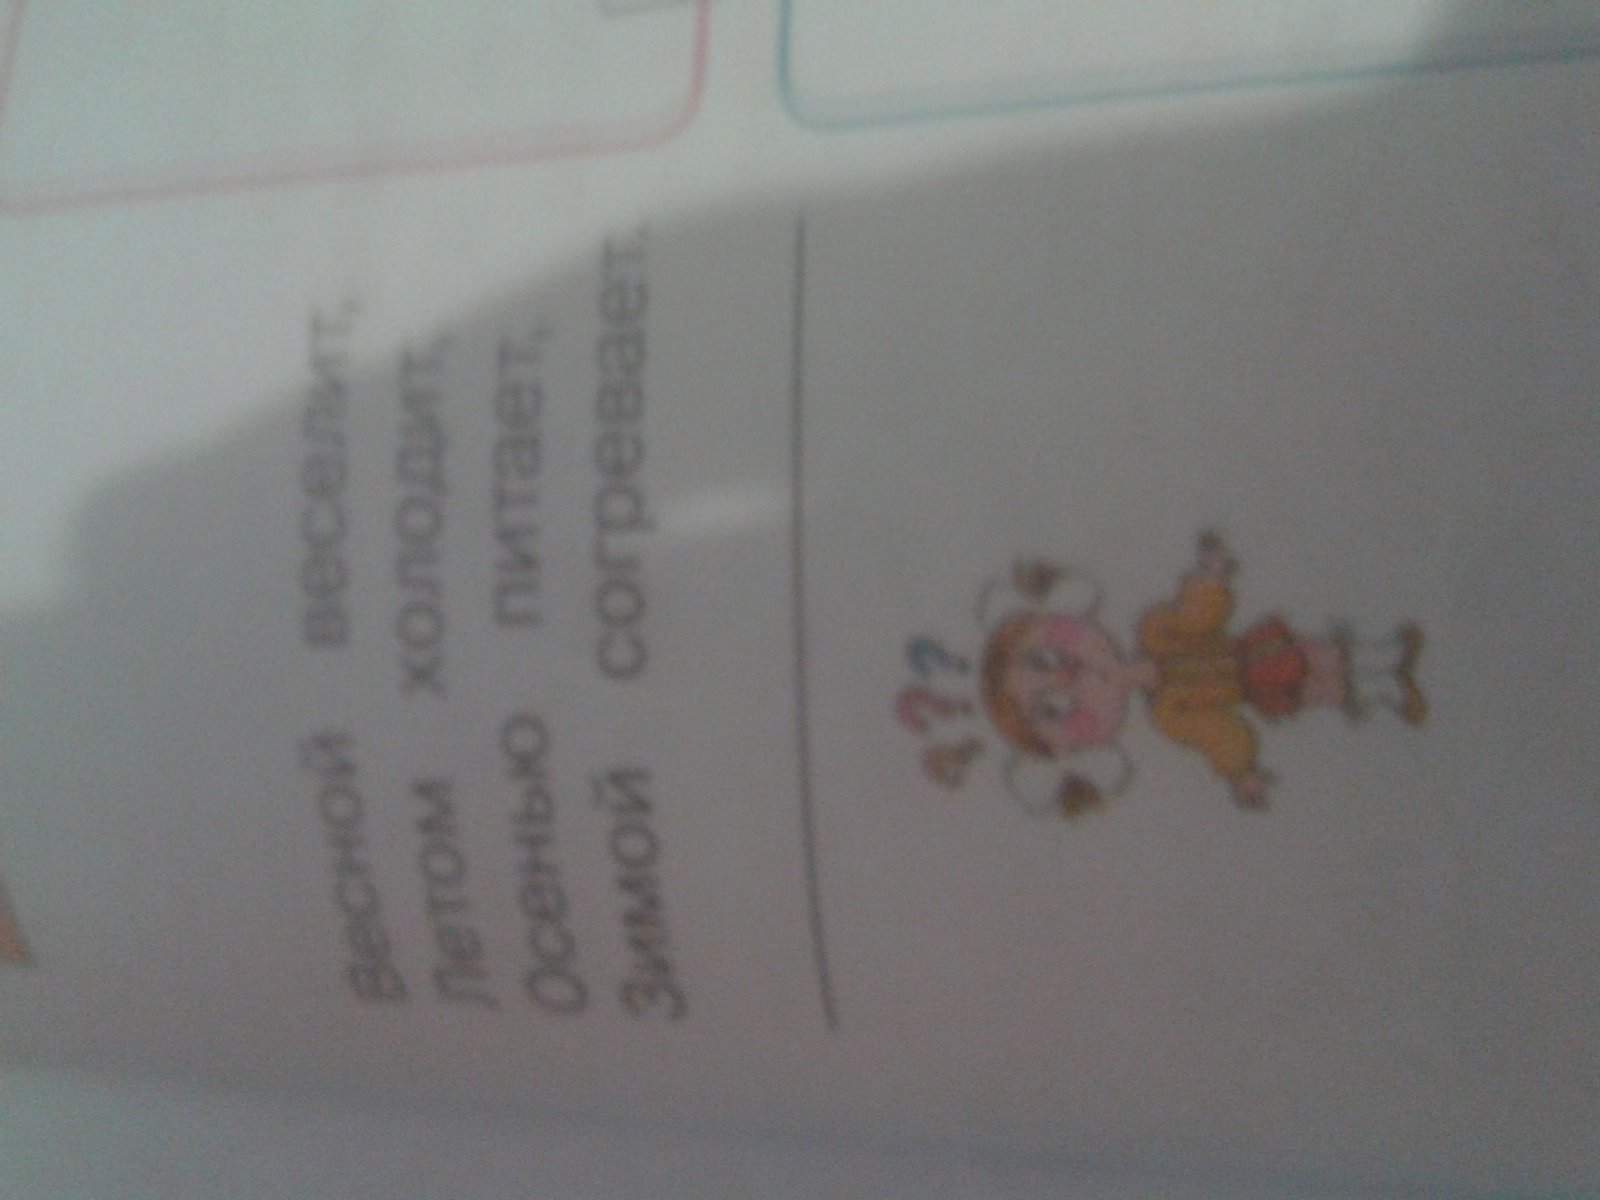 Весной веселит,
Летом холодит,
Осенью питает,
Зимой согревает.
???